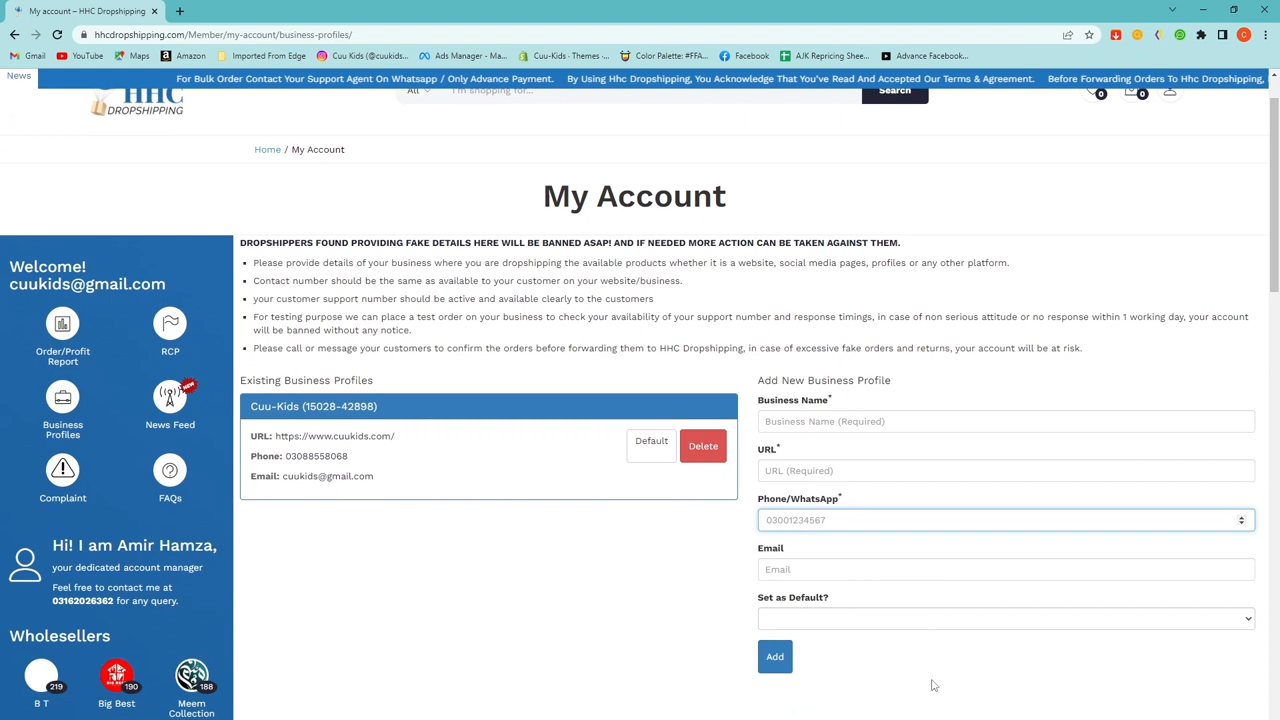 My account – HHC Dropshipping
hhcdropshipping.com/Member/my-account/business-profiles/
Gmail YouTube Maps Amazon Imported From Edge Cuu Kids (@cuukids... Ads Manager - Ma... Cuu-Kids · Themes ·... Color Palette: #FFA... Facebook AJK Repricing Shee... Advance Facebook...
News
For Bulk Order Contact Your Support Agent On Whatsapp / Only Advance Payment. By Using Hhc Dropshipping, You Acknowledge That You've Read And Accepted Our Terms & Agreement. Before Forwarding Orders To Hhc Dropshipping,
HHC
DROPSHIPPING
All I'm shopping for... Search 0 0
Home / My Account
My Account
DROPSHIPPERS FOUND PROVIDING FAKE DETAILS HERE WILL BE BANNED ASAP! AND IF NEEDED MORE ACTION CAN BE TAKEN AGAINST THEM.
Please provide details of your business where you are dropshipping the available products whether it is a website, social media pages, profiles or any other platform.
Contact number should be the same as available to your customer on your website/business.
your customer support number should be active and available clearly to the customers
For testing purpose we can place a test order on your business to check your availability of your support number and response timings, in case of non serious attitude or no response within 1 working day, your account
will be banned without any notice.
Please call or message your customers to confirm the orders before forwarding them to HHC Dropshipping, in case of excessive fake orders and returns, your account will be at risk.
Welcome!
cuukids@gmail.com
Order/Profit
Report
RCP
Business
Profiles
NEW
News Feed
Complaint
FAQs
Hi! I am Amir Hamza,
your dedicated account manager
Feel free to contact me at
03162026362 for any query.
Wholesellers
219
B T
190
Big Best
188
Meem
Collection
Existing Business Profiles
Cuu-Kids (15028-42898)
URL: https://www.cuukids.com/
Phone: 03088558068
Email: cuukids@gmail.com
Default
Delete
Add New Business Profile
Business Name*
Business Name (Required)
URL*
URL (Required)
Phone/WhatsApp*
03001234567
Email
Email
Set as Default?
Add